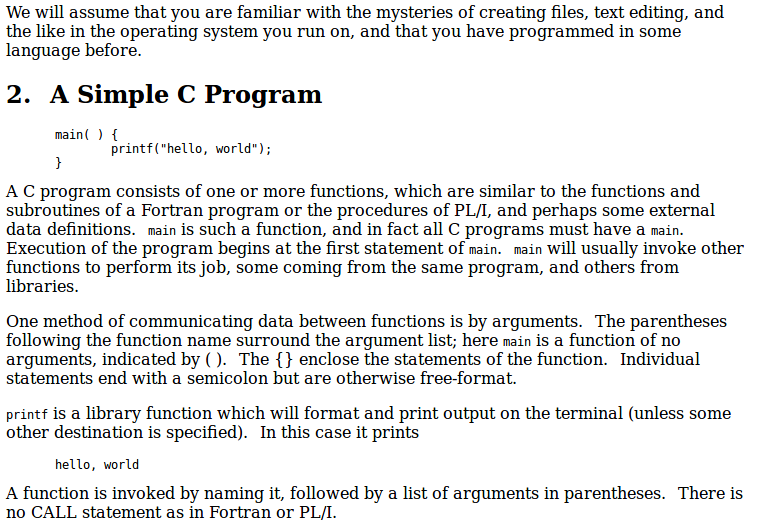 We will assume that you are familiar with the mysteries of creating files, text editing, and
the like in the operating system you run on, and that you have programmed in some
language before.
2. A Simple C Program
main( ) {
        printf("hello, world");
}
A C program consists of one or more functions, which are similar to the functions and
subroutines of a Fortran program or the procedures of PL/I, and perhaps some external
data definitions. main is such a function, and in fact all C programs must have a main.
Execution of the program begins at the first statement of main. main will usually invoke other
functions to perform its job, some coming from the same program, and others from
libraries.
One method of communicating data between functions is by arguments. The parentheses
following the function name surround the argument list; here main is a function of no
arguments, indicated by ( ). The {} enclose the statements of the function. Individual
statements end with a semicolon but are otherwise free-format.
printf is a library function which will format and print output on the terminal (unless some
other destination is specified). In this case it prints
hello, world
A function is invoked by naming it, followed by a list of arguments in parentheses. There is
no CALL statement as in Fortran or PL/I.